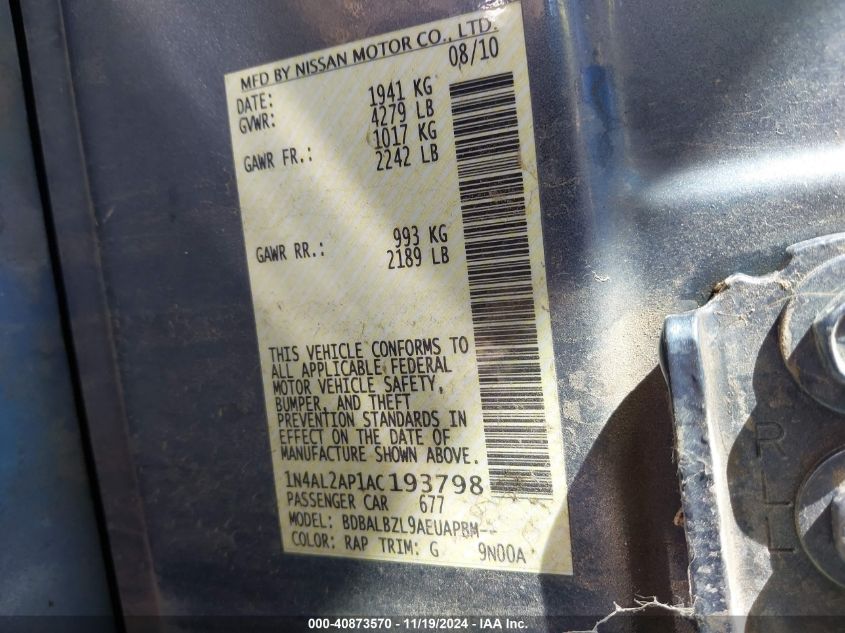 MFD BY NISSAN MOTOR CO., LTD.
DATE: 08/10
GVWR: 1941 KG
4279 LB
GAWR FR.: 1017 KG
2242 LB
GAWR RR.: 993 KG
2189 LB
THIS VEHICLE CONFORMS TO
ALL APPLICABLE FEDERAL
MOTOR VEHICLE SAFETY,
BUMPER, AND THEFT
PREVENTION STANDARDS IN
EFFECT ON THE DATE OF
MANUFACTURE SHOWN ABOVE.
1N4AL2AP1AC193798
PASSENGER CAR 677
MODEL: BDBALBZL9AEUAPBM--
COLOR: RAP TRIM: G 9N00A
RLL
000-40873570 — 11/19/2024 — IAA Inc.